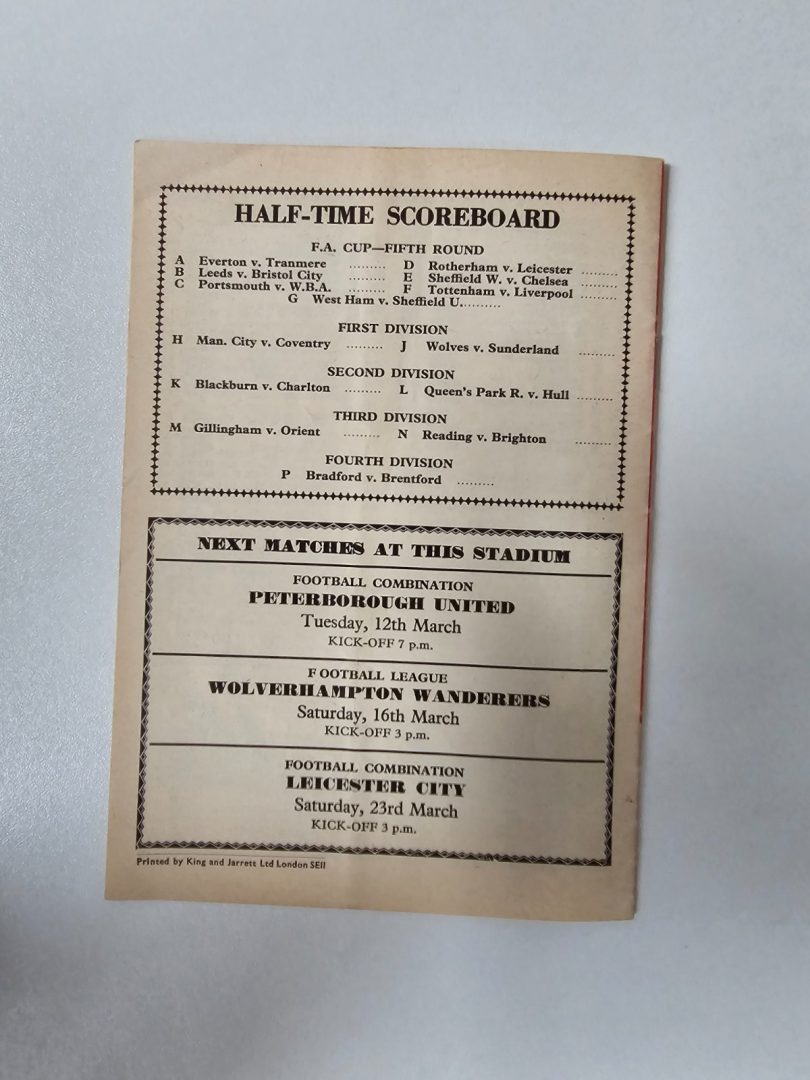 HALF-TIME SCOREBOARD
F.A. CUP—FIFTH ROUND
A Everton v. Tranmere ......... D Rotherham v. Leicester .........
B Leeds v. Bristol City ......... E Sheffield W. v. Chelsea .........
C Portsmouth v. W.B.A. ......... F Tottenham v. Liverpool .........
G West Ham v. Sheffield U..........
FIRST DIVISION
H Man. City v. Coventry ......... J Wolves v. Sunderland .........
SECOND DIVISION
K Blackburn v. Charlton ......... L Queen's Park R. v. Hull .........
THIRD DIVISION
M Gillingham v. Orient ......... N Reading v. Brighton .........
FOURTH DIVISION
P Bradford v. Brentford .........
NEXT MATCHES AT THIS STADIUM
FOOTBALL COMBINATION
PETERBOROUGH UNITED
Tuesday, 12th March
KICK-OFF 7 p.m.
FOOTBALL LEAGUE
WOLVERHAMPTON WANDERERS
Saturday, 16th March
KICK-OFF 3 p.m.
FOOTBALL COMBINATION
LEICESTER CITY
Saturday, 23rd March
KICK-OFF 3 p.m.
Printed by King and Jarrett Ltd London SE11